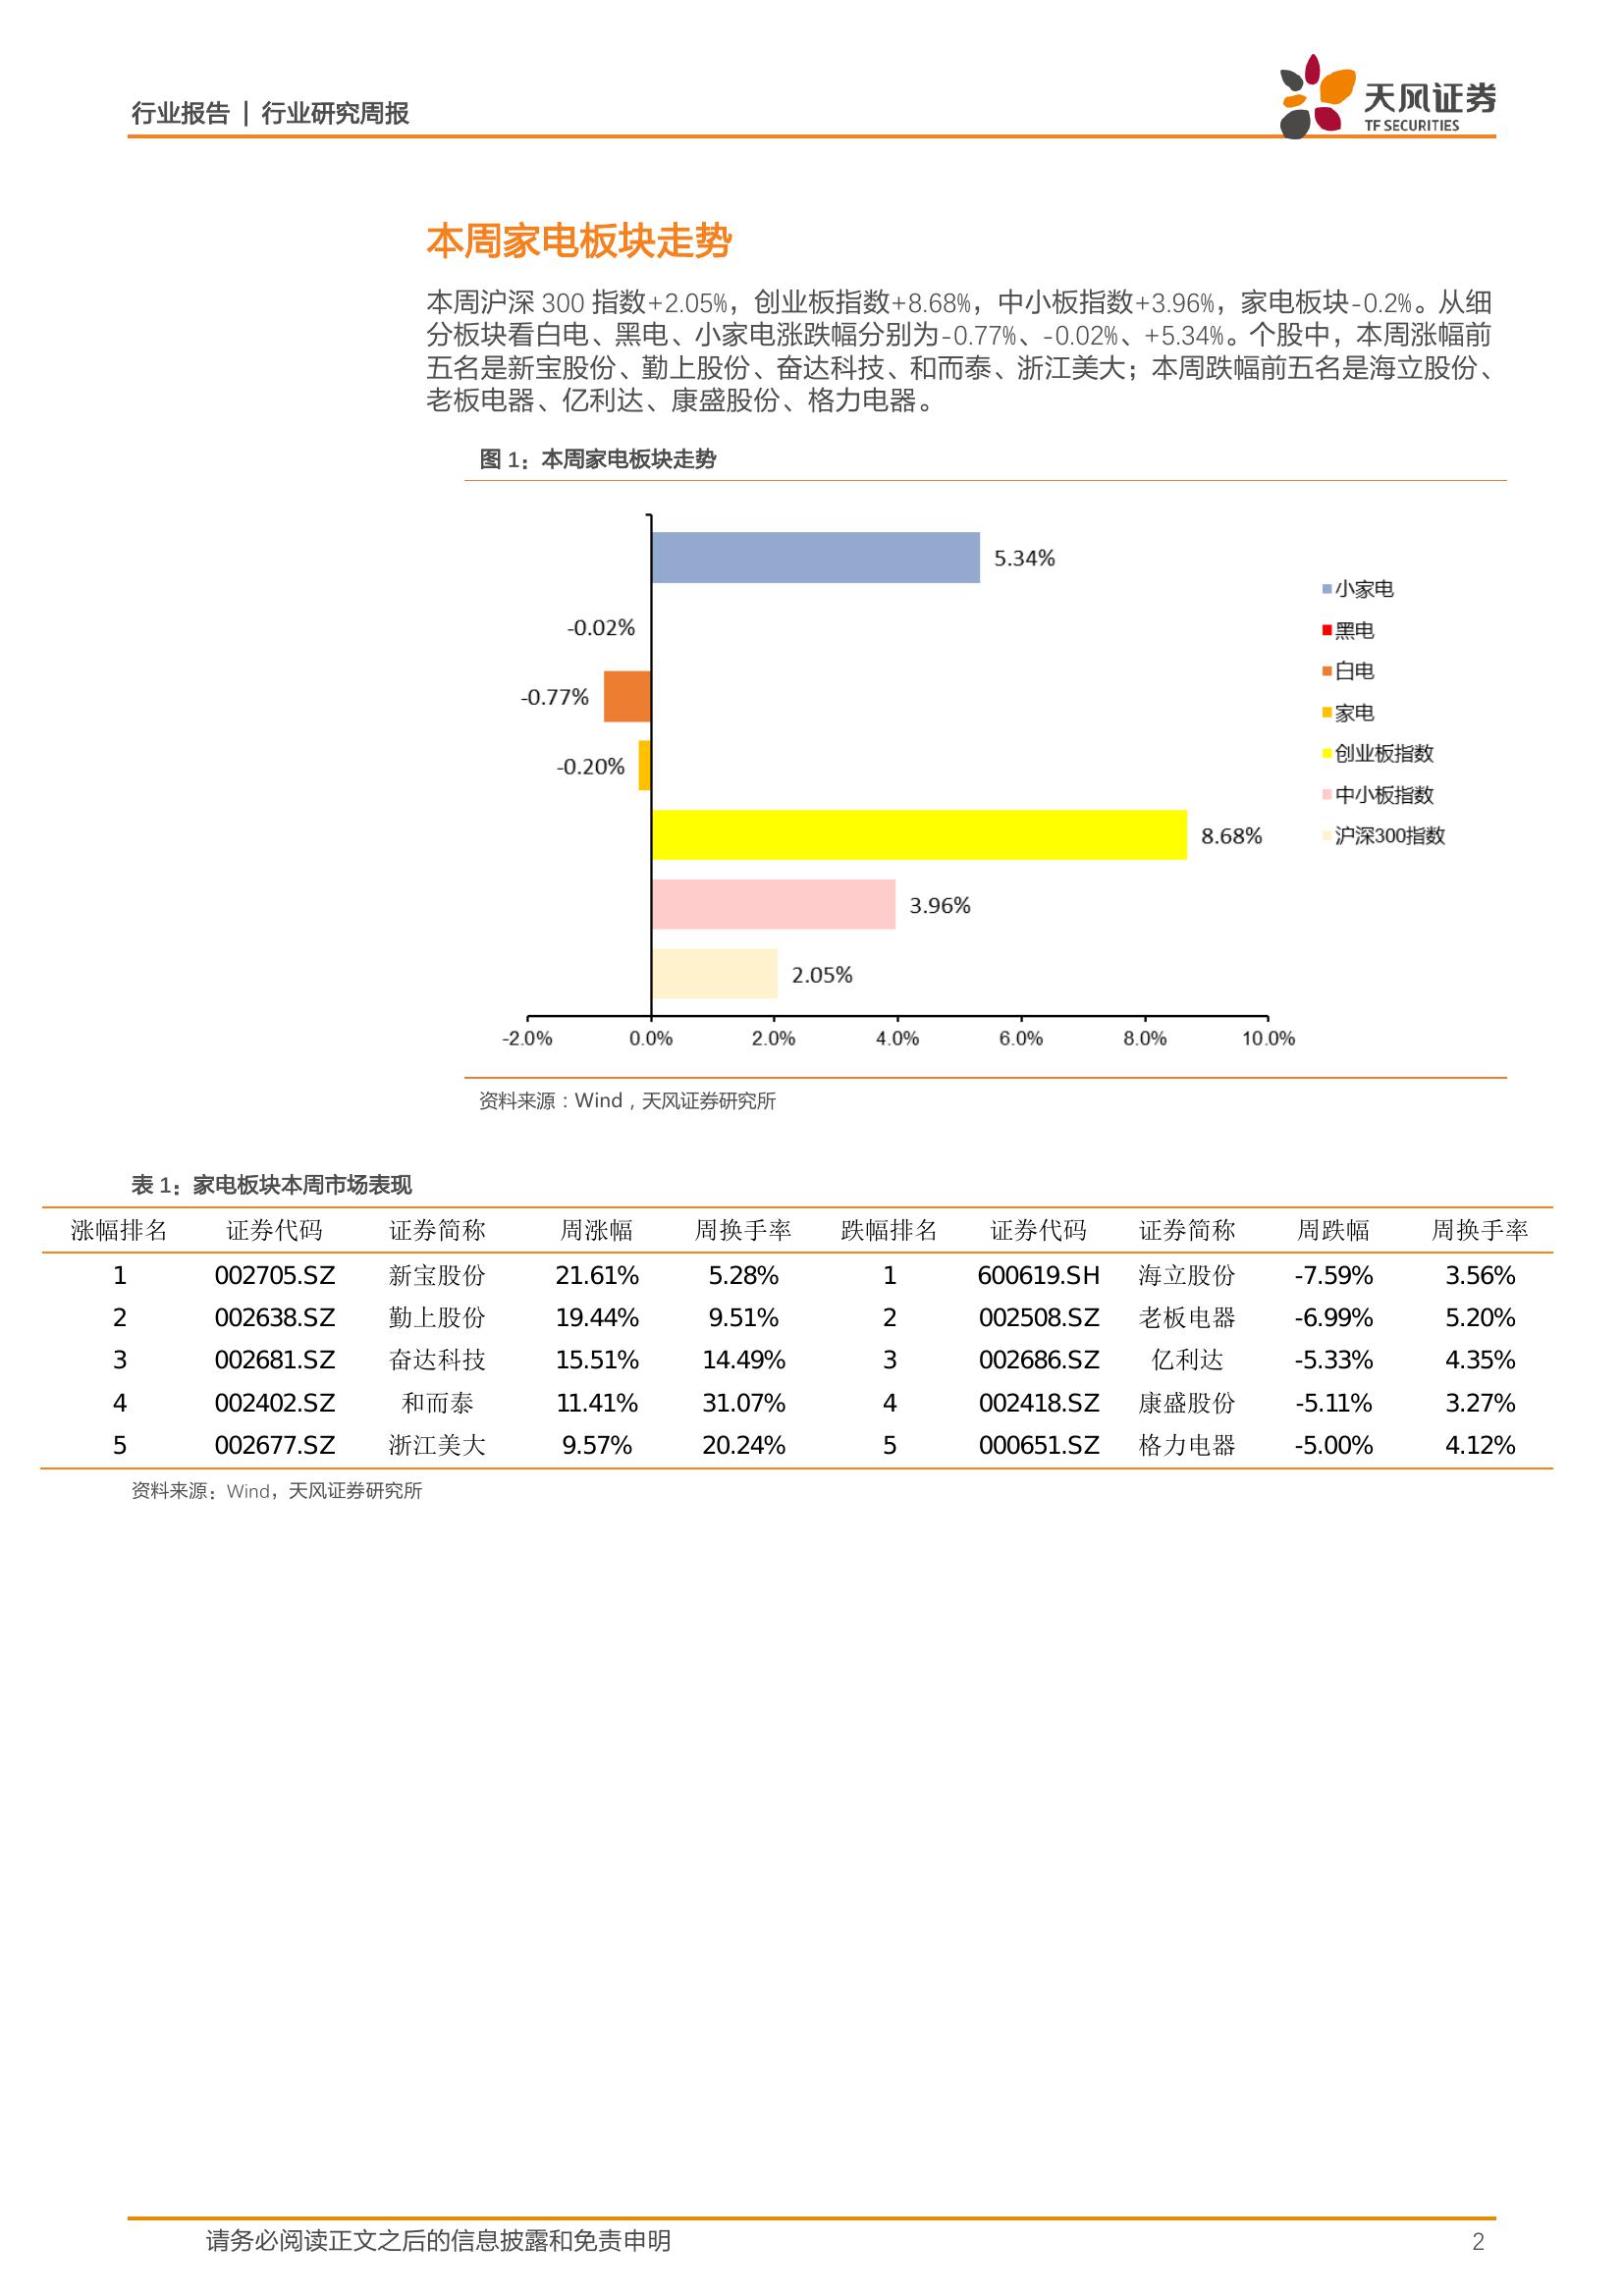 行业报告 | 行业研究周报
天风证券
TF SECURITIES
本周家电板块走势
本周沪深 300 指数+2.05%，创业板指数+8.68%，中小板指数+3.96%，家电板块-0.2%。从细
分板块看白电、黑电、小家电涨跌幅分别为-0.77%、-0.02%、+5.34%。个股中，本周涨幅前
五名是新宝股份、勤上股份、奋达科技、和而泰、浙江美大；本周跌幅前五名是海立股份、
老板电器、亿利达、康盛股份、格力电器。
图 1：本周家电板块走势
5.34%
-0.02%
-0.77%
-0.20%
8.68%
3.96%
2.05%
-2.0% 0.0% 2.0% 4.0% 6.0% 8.0% 10.0%
小家电
黑电
白电
家电
创业板指数
中小板指数
沪深300指数
资料来源：Wind，天风证券研究所
表 1：家电板块本周市场表现
涨幅排名 证券代码 证券简称 周涨幅 周换手率 跌幅排名 证券代码 证券简称 周跌幅 周换手率
1 002705.SZ 新宝股份 21.61% 5.28% 1 600619.SH 海立股份 -7.59% 3.56%
2 002638.SZ 勤上股份 19.44% 9.51% 2 002508.SZ 老板电器 -6.99% 5.20%
3 002681.SZ 奋达科技 15.51% 14.49% 3 002686.SZ 亿利达 -5.33% 4.35%
4 002402.SZ 和而泰 11.41% 31.07% 4 002418.SZ 康盛股份 -5.11% 3.27%
5 002677.SZ 浙江美大 9.57% 20.24% 5 000651.SZ 格力电器 -5.00% 4.12%
资料来源：Wind，天风证券研究所
请务必阅读正文之后的信息披露和免责申明 2